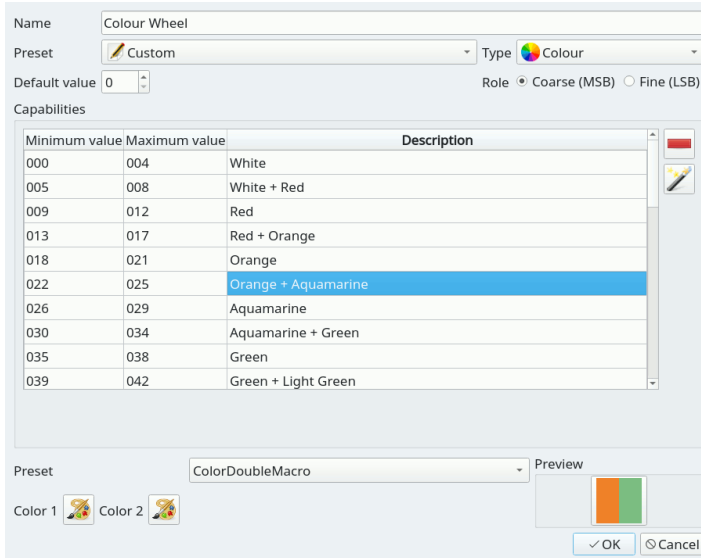 Name Colour Wheel
Preset Custom Type Colour
Default value 0 Role Coarse (MSB) Fine (LSB)
Capabilities
Minimum value Maximum value Description
000 004 White
005 008 White + Red
009 012 Red
013 017 Red + Orange
018 021 Orange
022 025 Orange + Aquamarine
026 029 Aquamarine
030 034 Aquamarine + Green
035 038 Green
039 042 Green + Light Green
Preset ColorDoubleMacro Preview
Color 1 Color 2
OK Cancel